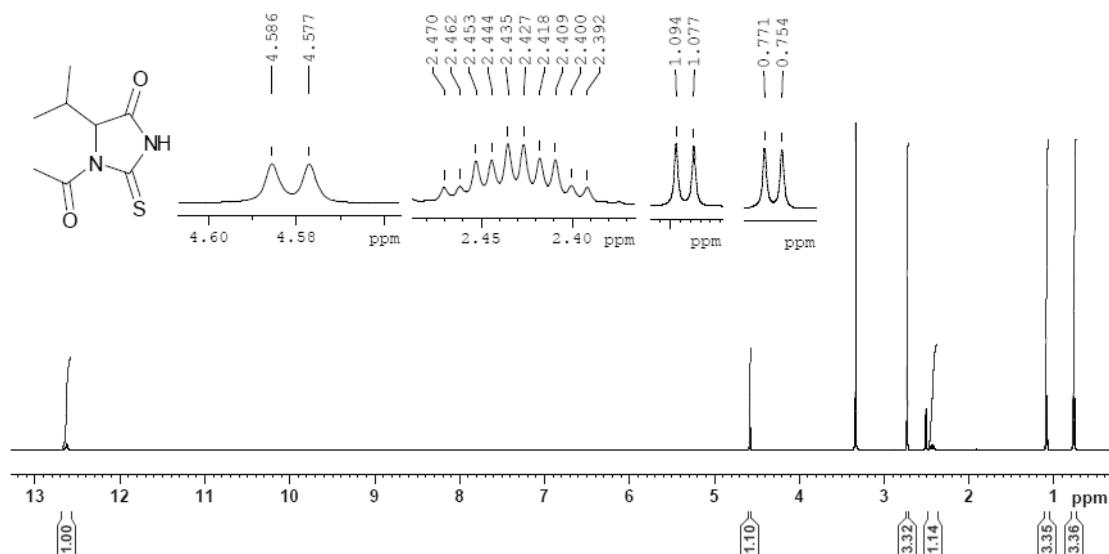 4.586
4.577
2.470
2.462
2.453
2.444
2.435
2.427
2.418
2.409
2.400
2.392
1.094
1.077
0.771
0.754
O
NH
N
S
O
4.60 4.58 ppm
2.45 2.40 ppm
ppm
ppm
13 12 11 10 9 8 7 6 5 4 3 2 1 ppm
1.00
1.10
3.32
1.14
3.35
3.36